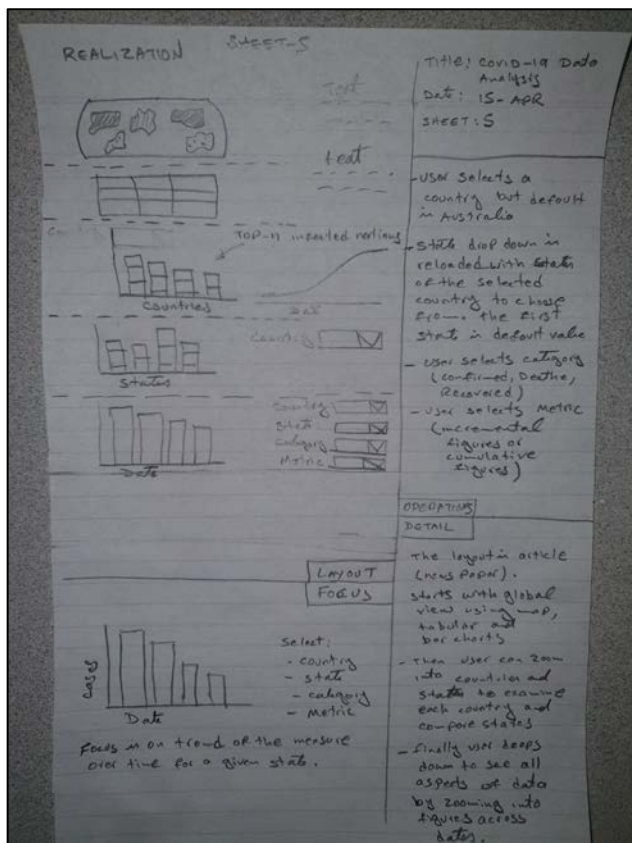 REALIZATION
SHEET-5
Title: Covid-19 Data
Analysis
Date: 15-APR
SHEET: 5
Text
text
TOP-n
Countries
Date
States
Country
Date
Country
State
Category
Metric
- User selects a
country but default
is Australia
- State drop down is
reloaded with states
of the selected
country to choose
from. the first
state is default value
- User selects category
(confirmed, Deaths,
Recovered)
- User selects Metric
(incremental
figures or
cumulative
figures)
OPERATIONS
DETAIL
The layout is article
(news Paper).
starts with global
view using map,
tabular and
bar charts
- Then user can zoom
into countries and
states to examine
each country and
compare states
- finally user drops
down to see all
aspects of data
by zooming into
figures across
dates.
LAYOUT
FOCUS
Cases
Date
Select:
- country
- state
- category
- metric
Focus is on trend of the measure
over time for a given state.